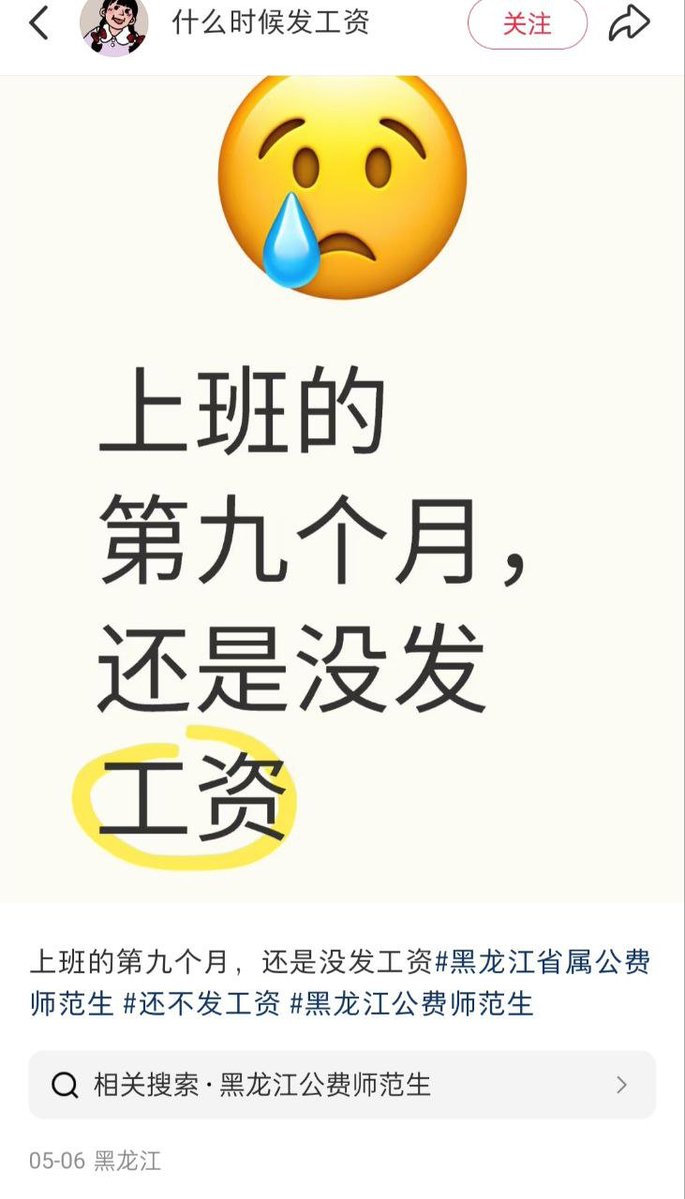 什么时候发工资
关注
上班的
第九个月，
还是没发
工资
上班的第九个月，还是没发工资#黑龙江省属公费
师范生 #还不发工资 #黑龙江公费师范生
相关搜索·黑龙江公费师范生
05-06 黑龙江